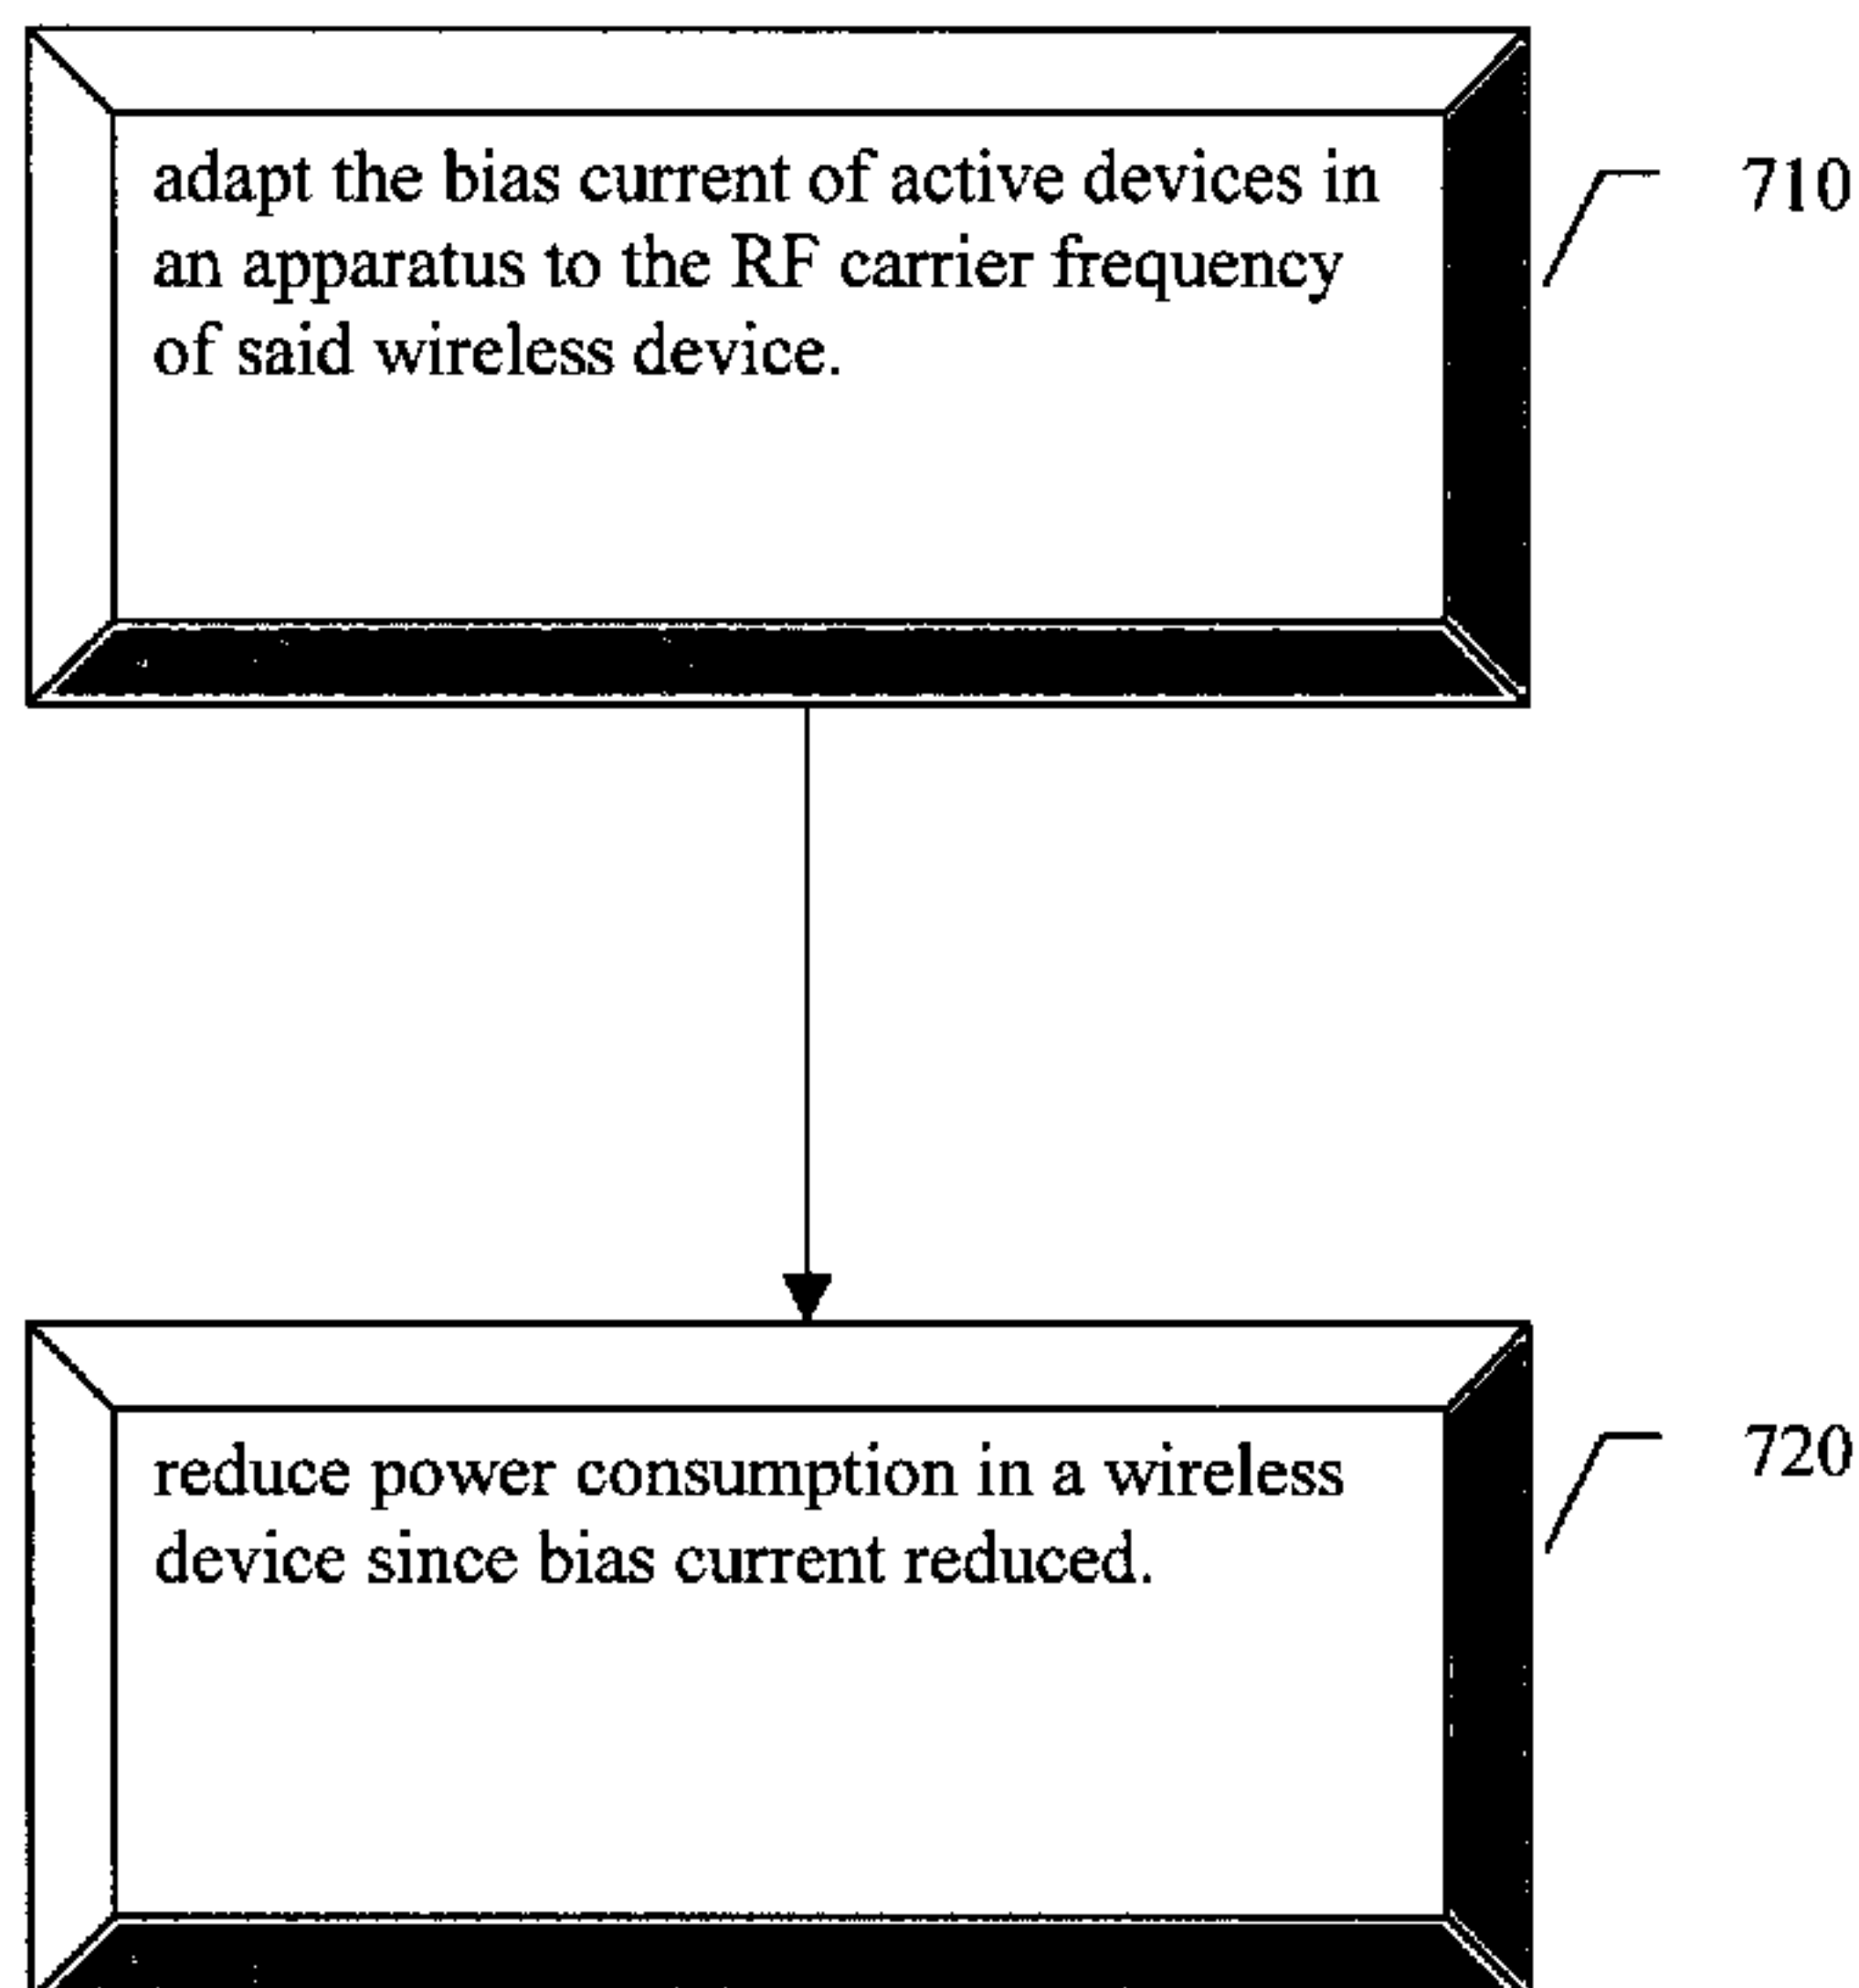 adapt the bias current of active devices in
an apparatus to the RF carrier frequency
of said wireless device.
710
reduce power consumption in a wireless
device since bias current reduced.
720